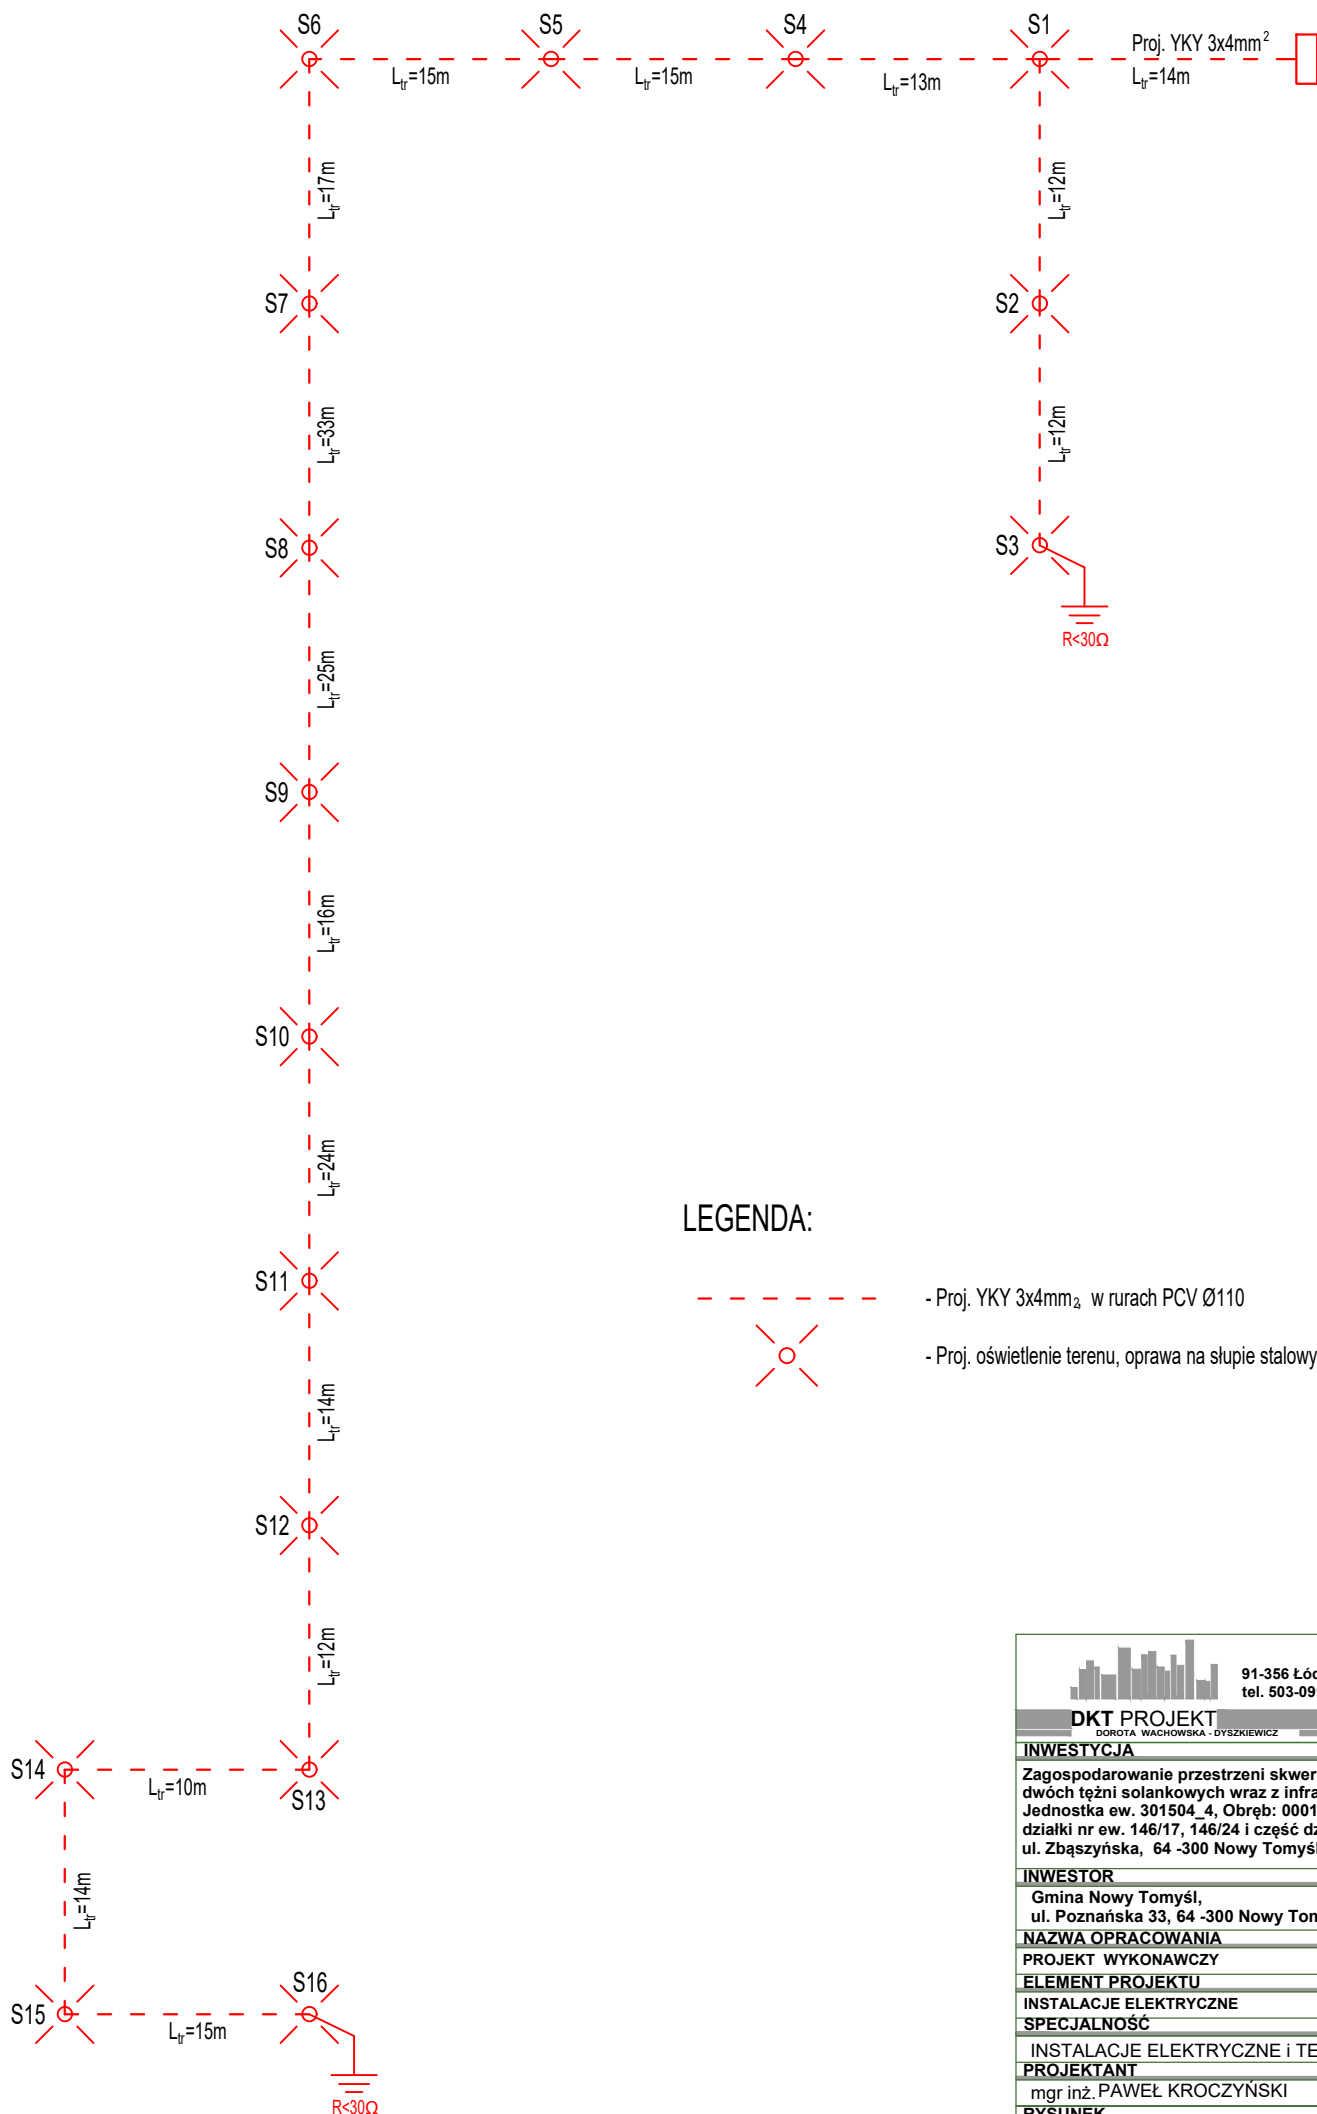 S6
S5
S4
S1
Proj. YKY 3x4mm²
Ltr=15m
Ltr=15m
Ltr=13m
Ltr=14m
Ltr=17m
Ltr=12m
S7
S2
Ltr=33m
Ltr=12m
S8
S3
R<30Ω
Ltr=25m
S9
Ltr=16m
S10
Ltr=24m
LEGENDA:
S11
- Proj. YKY 3x4mm2, w rurach PCV Ø110
- Proj. oświetlenie terenu, oprawa na słupie stalowy
Ltr=14m
S12
Ltr=12m
S14
Ltr=10m
S13
Ltr=14m
S16
S15
Ltr=15m
R<30Ω
91-356 Łód
tel. 503-09
DKT PROJEKT
DOROTA WACHOWSKA - DYSZKIEWICZ
INWESTYCJA
Zagospodarowanie przestrzeni skwer
dwóch tężni solankowych wraz z infra
Jednostka ew. 301504_4, Obręb: 0001
działki nr ew. 146/17, 146/24 i część dz
ul. Zbąszyńska, 64 -300 Nowy Tomyśl
INWESTOR
Gmina Nowy Tomyśl,
ul. Poznańska 33, 64 -300 Nowy Tom
NAZWA OPRACOWANIA
PROJEKT WYKONAWCZY
ELEMENT PROJEKTU
INSTALACJE ELEKTRYCZNE
SPECJALNOŚĆ
INSTALACJE ELEKTRYCZNE i TE
PROJEKTANT
mgr inż. PAWEŁ KROCZYŃSKI
RYSUNEK